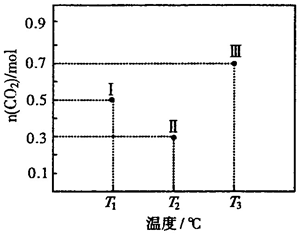 n(CO₂)/mol
0.9
0.7
0.5
0.3
0.1
Ⅰ
Ⅱ
Ⅲ
T₁
T₂
T₃
温度/℃